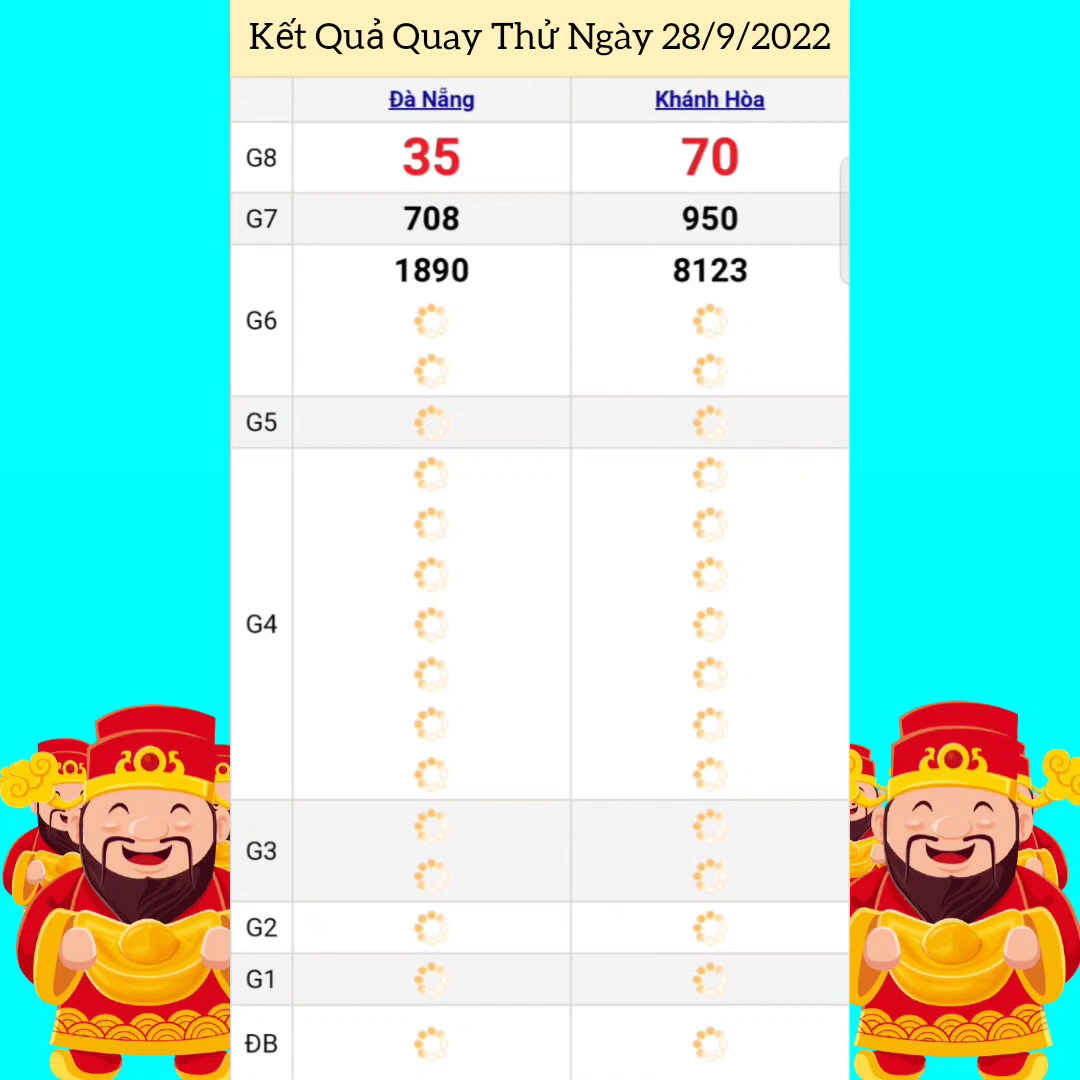 Kết Quả Quay Thử Ngày 28/9/2022
Đà Nẵng Khánh Hòa
G8 35 70
G7 708 950
1890 8123
G6
G5
G4
G3
G2
G1
ĐB